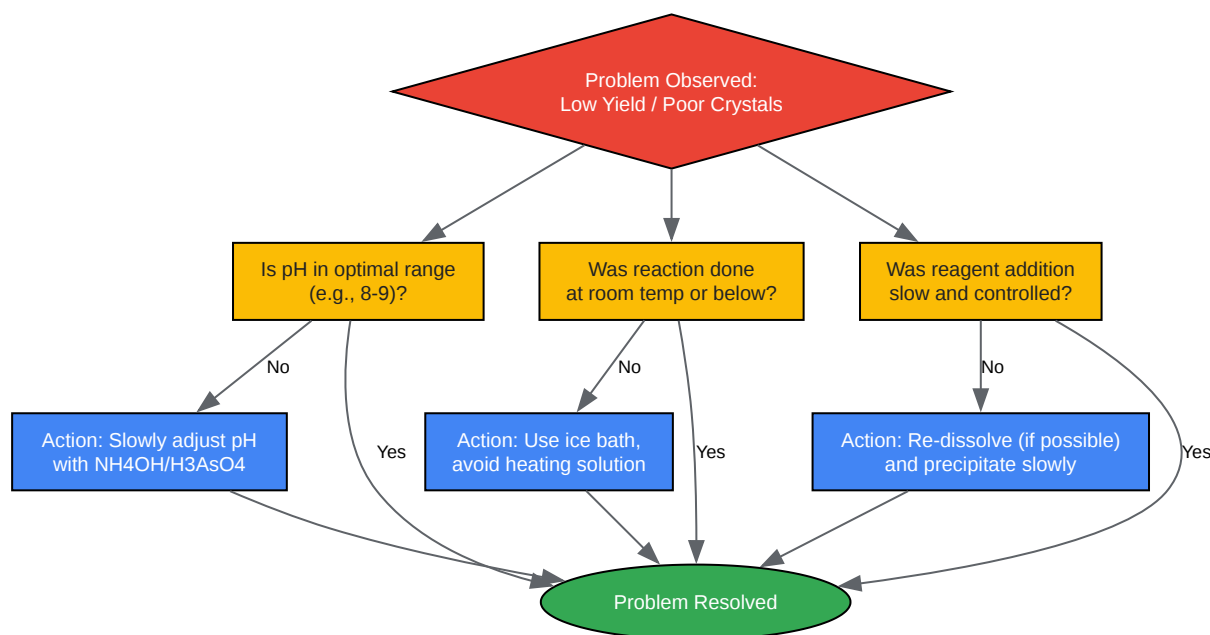 Problem Observed:
Low Yield / Poor Crystals
Is pH in optimal range
(e.g., 8-9)?
Was reaction done
at room temp or below?
Was reagent addition
slow and controlled?
No
No
No
Action: Slowly adjust pH
with NH4OH/H3AsO4
Yes
Action: Use ice bath,
avoid heating solution
Yes
Action: Re-dissolve (if possible)
and precipitate slowly
Yes
Problem Resolved